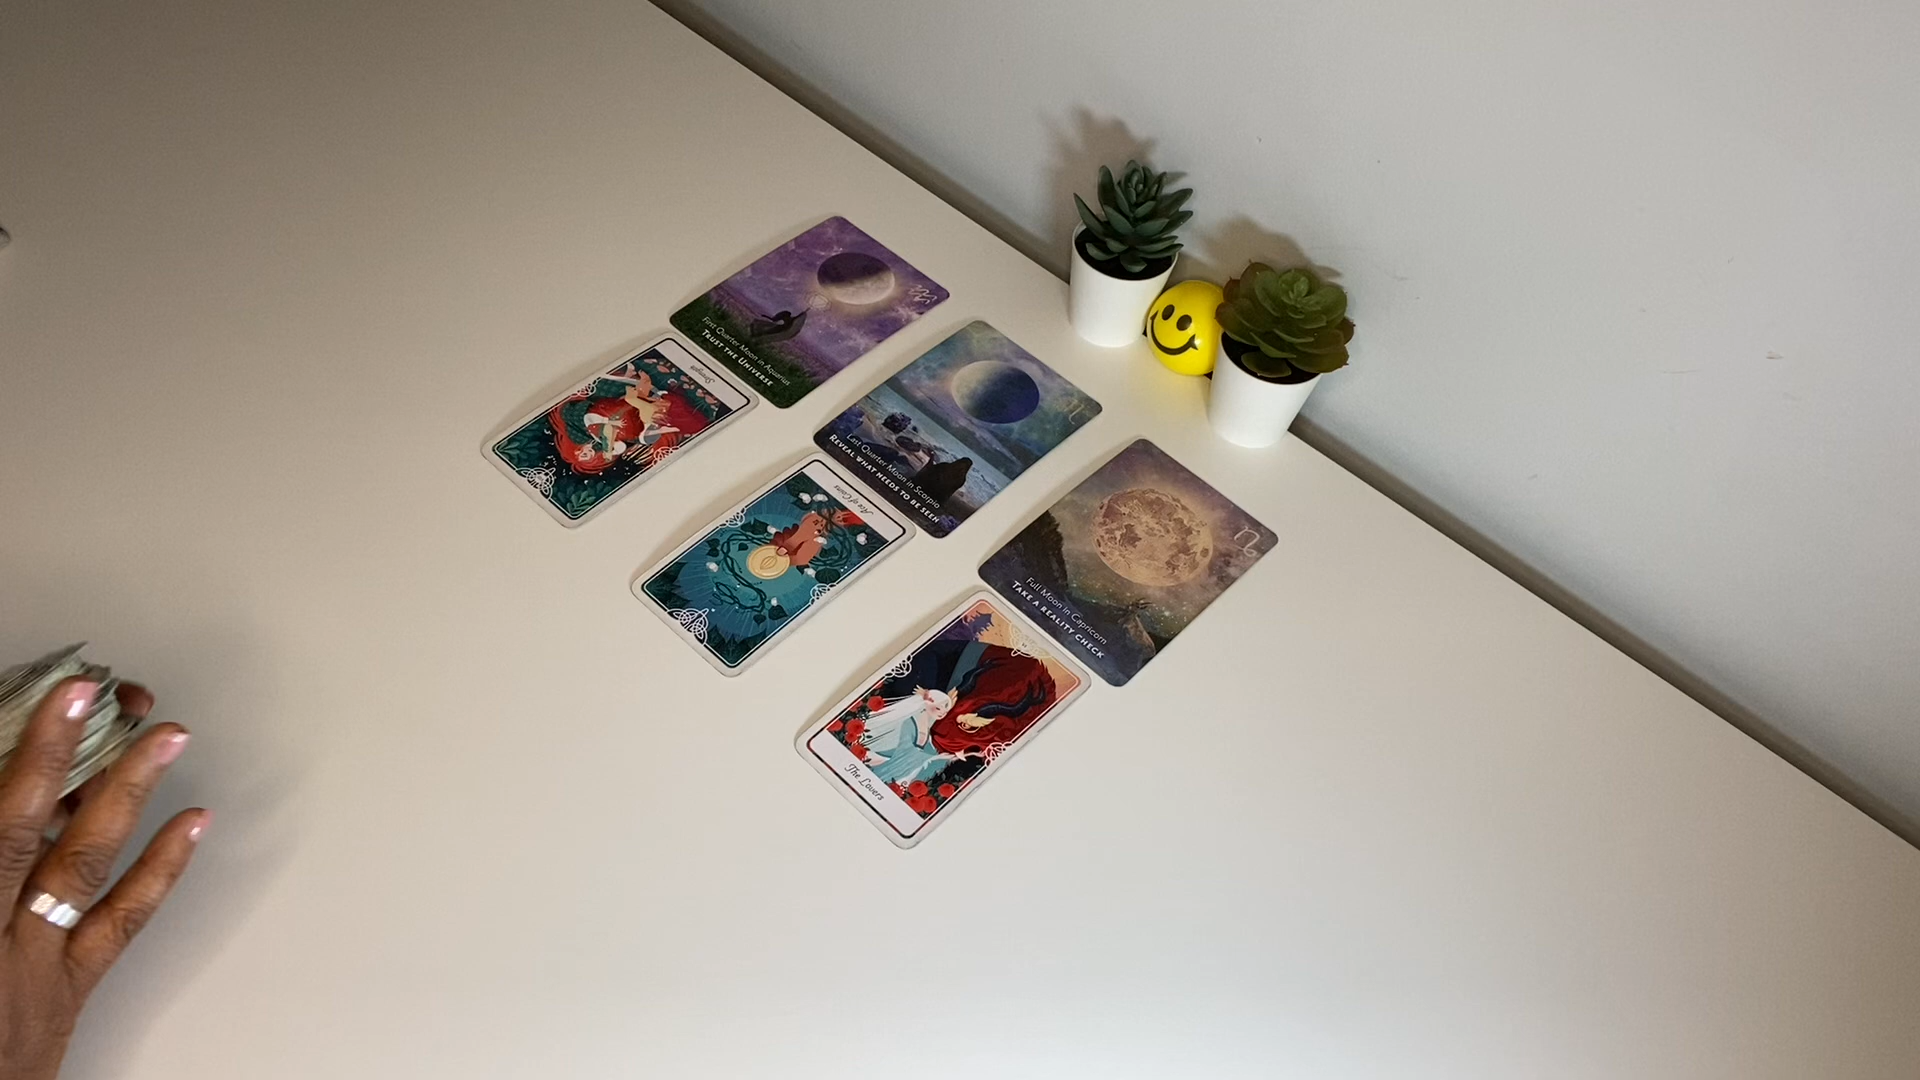 First Quarter Moon in Aquarius
TRUST THE UNIVERSE
Strength
Last Quarter Moon in Scorpio
REVEAL WHAT NEEDS TO BE SEEN
Ace of Coins
Full Moon in Capricorn
TAKE A REALITY CHECK
The Lovers